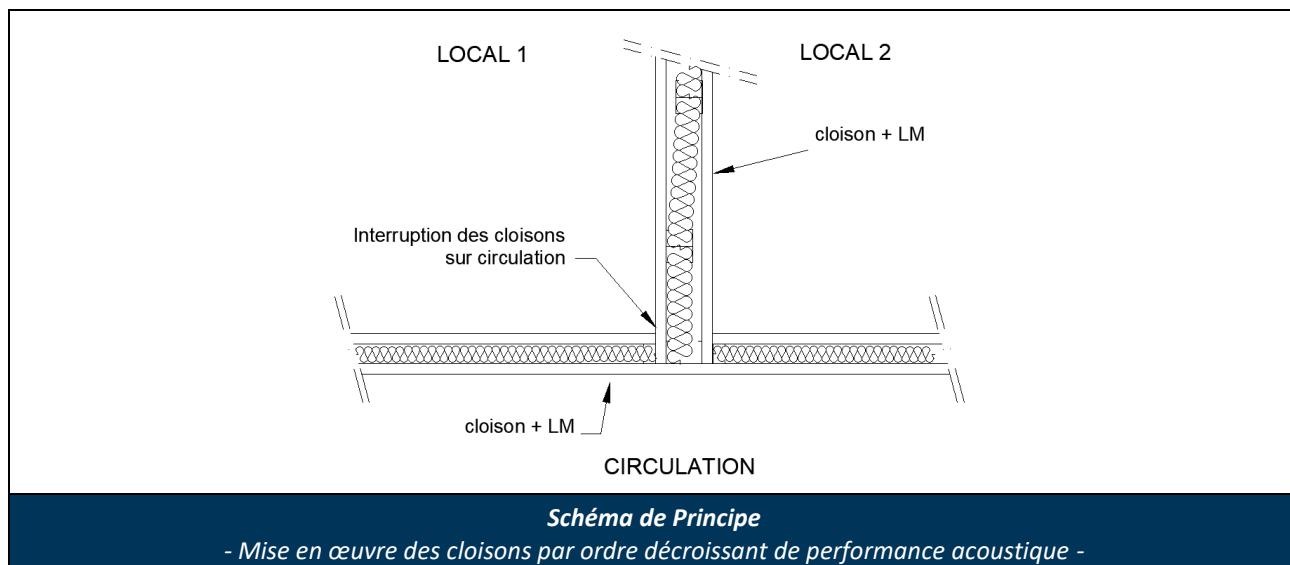 LOCAL 1
LOCAL 2
cloison + LM
Interruption des cloisons
sur circulation
cloison + LM
CIRCULATION
Schéma de Principe
- Mise en œuvre des cloisons par ordre décroissant de performance acoustique -